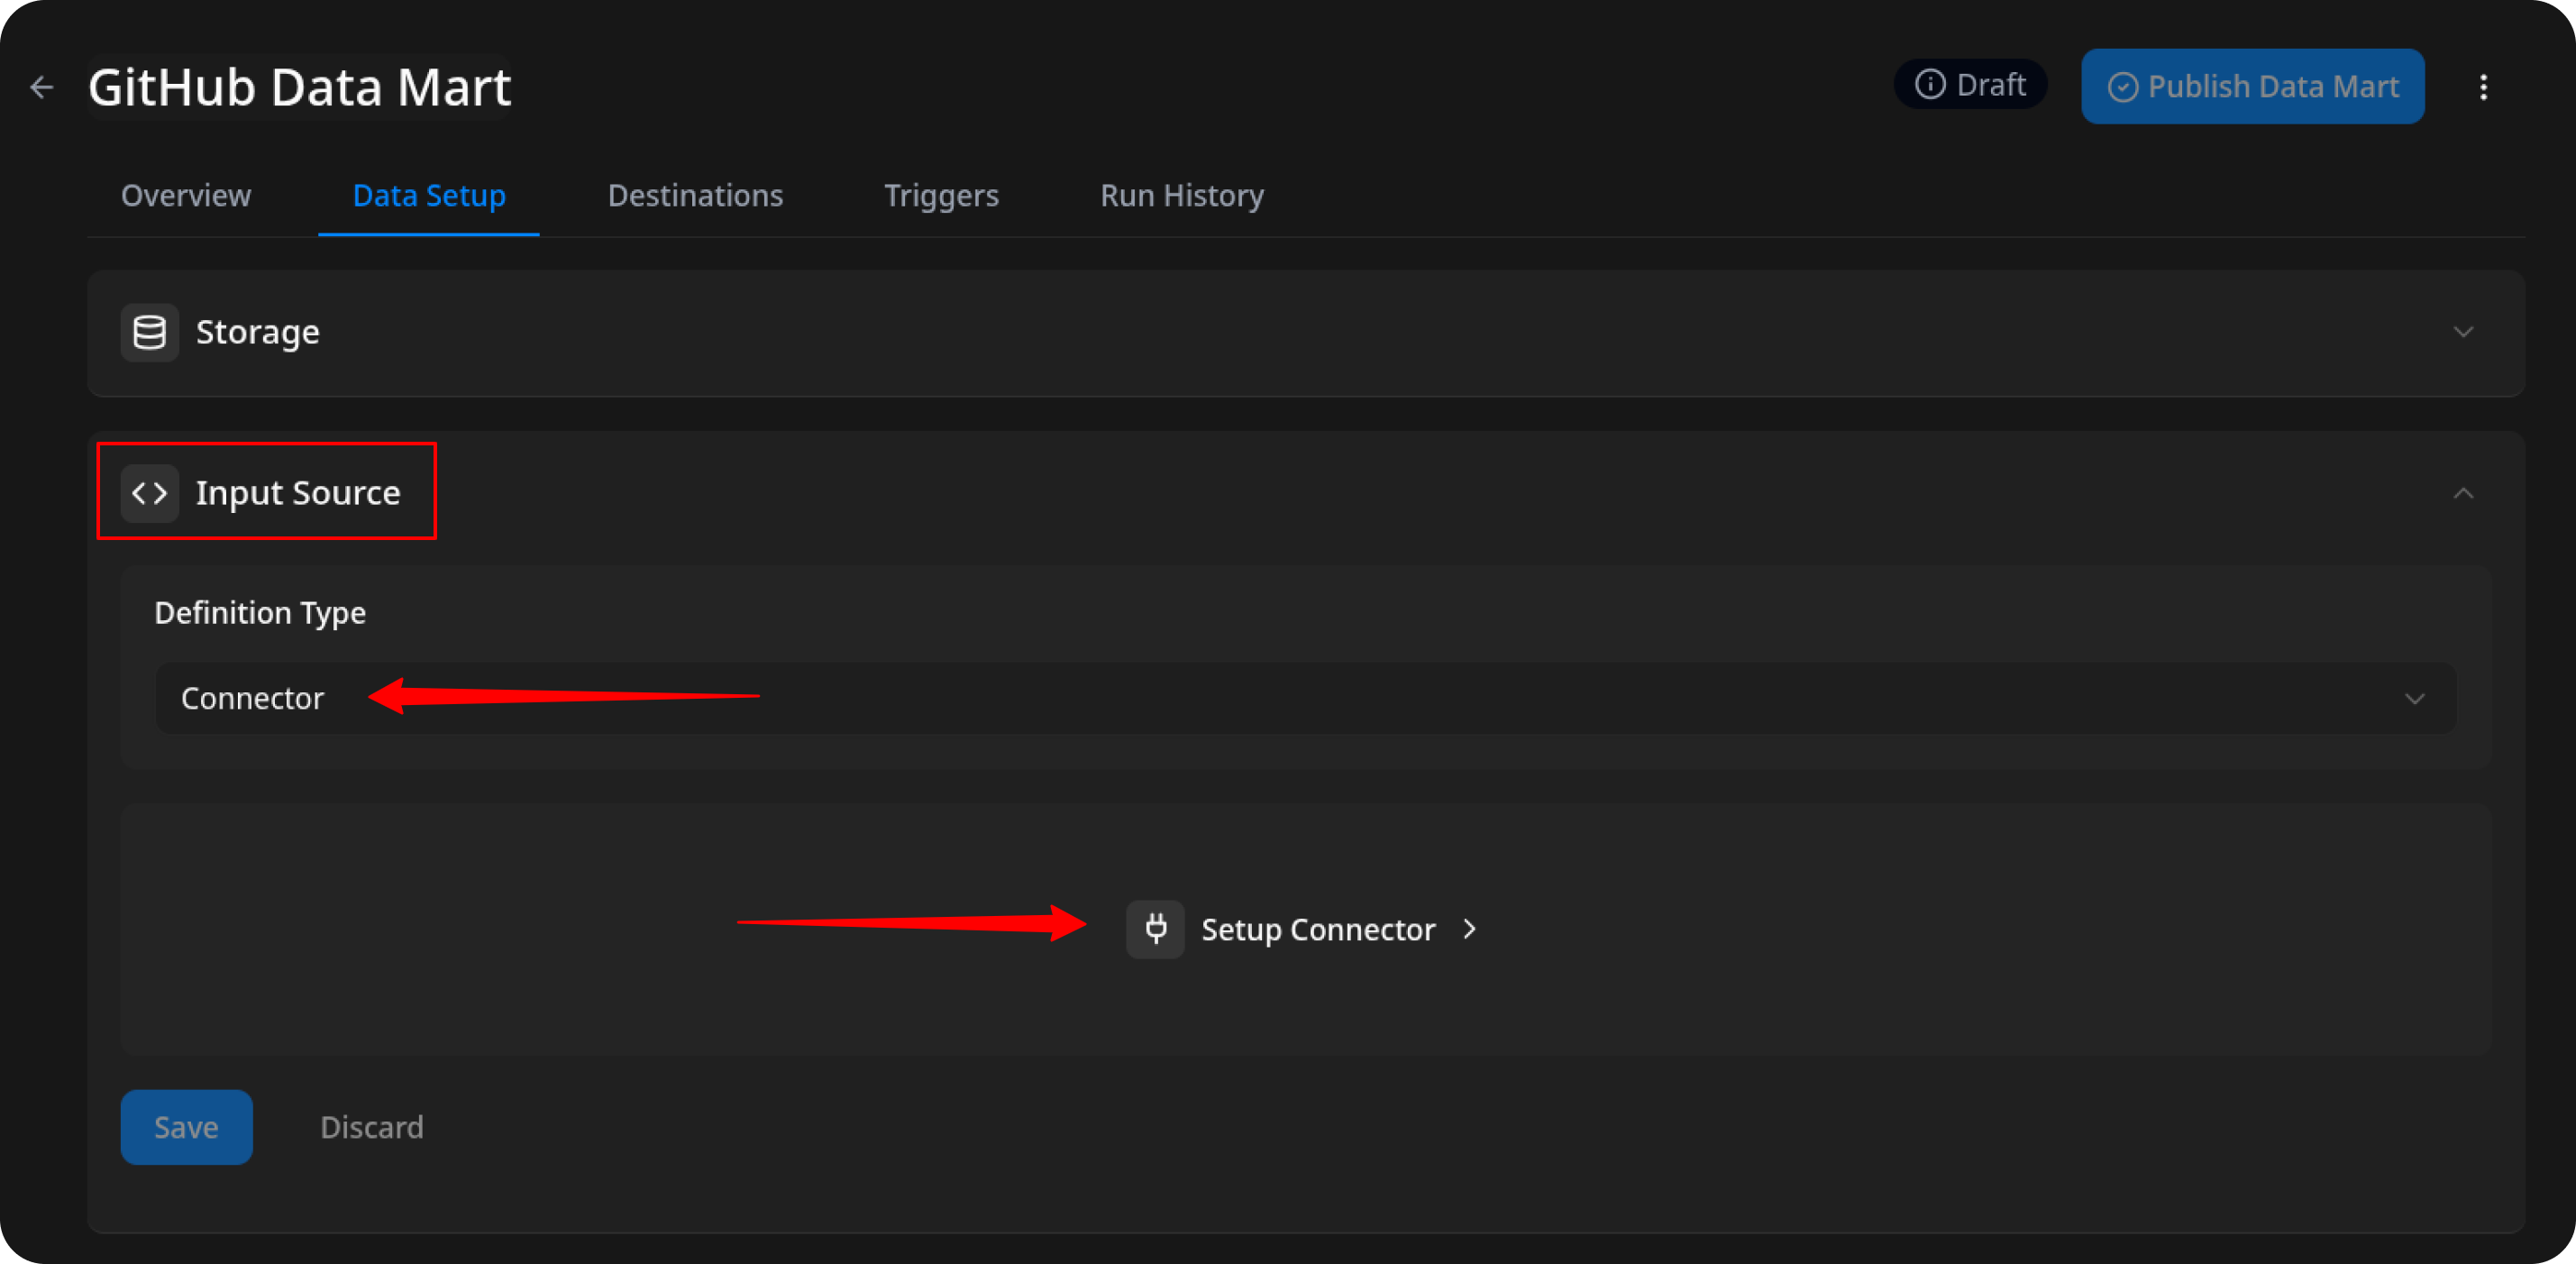 GitHub Data Mart
Draft
Publish Data Mart
Overview
Data Setup
Destinations
Triggers
Run History
Storage
Input Source
Definition Type
Connector
Setup Connector
Save
Discard